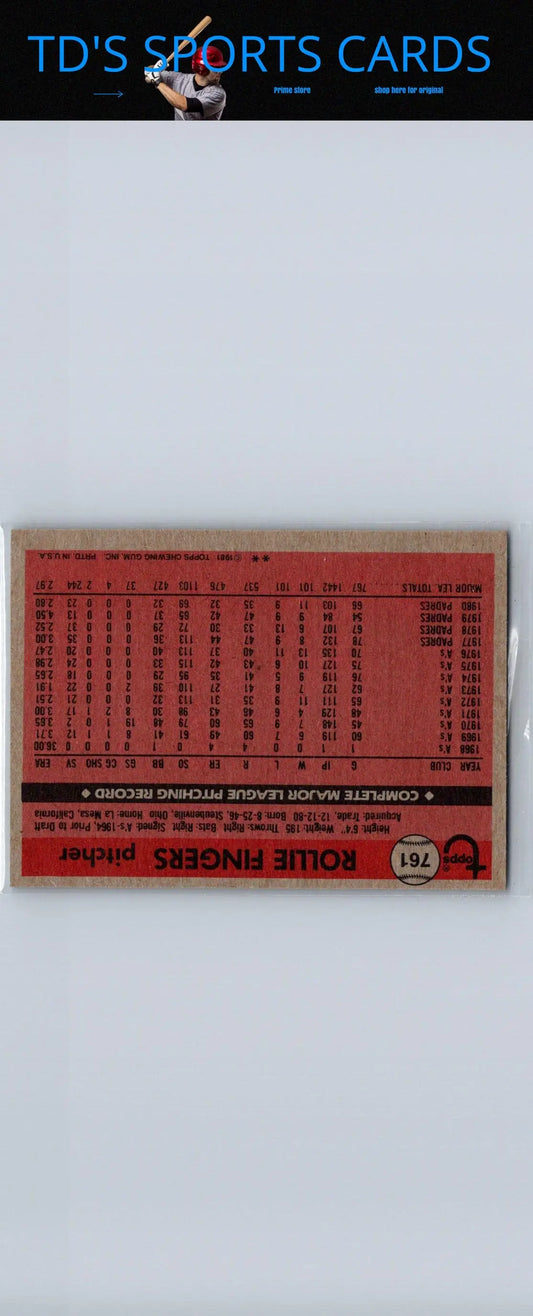 TD'S SPORTS CARDS
Prime store
shop here for original
topps
761
ROLLIE FINGERS pitcher
Height: 6'4" Weight: 195 Throws: Right Bats: Right Signed: A's-1964, Prior to Draft
Acquired: Trade, 12-12-80 Born: 8-25-46, Steubenville, Ohio Home: La Mesa, California
◆ COMPLETE MAJOR LEAGUE PITCHING RECORD ◆
YEAR CLUB G IP W L R ER SO BB GS CG SHO SV ERA
1968 A's 1 1 0 0 4 4 0 1 0 0 0 0 36.00
1969 A's 60 119 6 7 60 49 61 41 8 1 1 12 3.71
1970 A's 45 148 7 9 65 60 79 48 19 1 0 2 3.65
1971 A's 48 129 4 6 47 43 98 30 8 2 1 17 3.00
1972 A's 65 111 11 9 35 31 113 32 0 0 0 21 2.51
1973 A's 62 127 7 8 41 27 110 39 2 0 0 22 1.91
1974 A's 76 119 9 5 41 35 95 29 0 0 0 18 2.65
1975 A's 75 127 10 6 43 42 115 33 0 0 0 24 2.98
1976 A's 70 135 13 11 40 37 113 40 0 0 0 20 2.47
1977 PADRES 78 132 8 9 47 44 113 36 0 0 0 35 3.00
1978 PADRES 67 107 6 13 33 30 72 29 0 0 0 37 2.52
1979 PADRES 54 84 9 9 47 42 65 37 0 0 0 13 4.50
1980 PADRES 66 103 11 9 35 32 69 32 0 0 0 23 2.80
MAJOR LEA TOTALS..... 767 1442 101 101 537 476 1103 427 37 4 2 244 2.97
** © 1981 TOPPS CHEWING GUM, INC. PRTD. IN U.S.A.